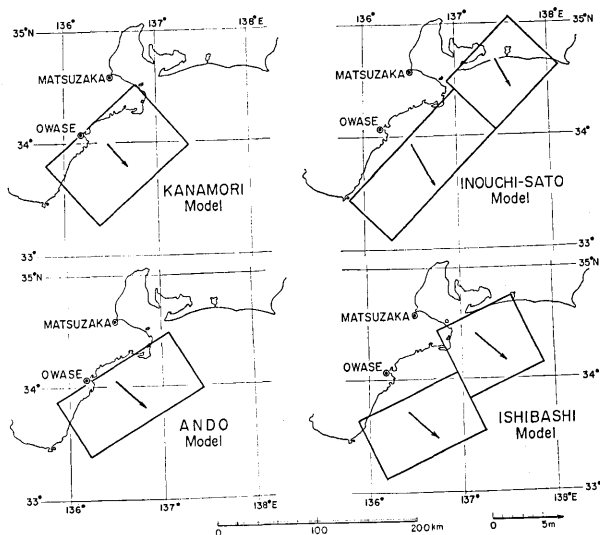 136° 137° 138°E
35°N
MATSUZAKA
OWASE
34°
KANAMORI
Model
33°
35°N
137° 138°
MATSUZAKA
OWASE
34°
INOUCHI-SATO
Model
33°
35°N
MATSUZAKA
OWASE
34°
ANDO
Model
33°
136° 137° 138°E
35°N
MATSUZAKA
OWASE
34°
ISHIBASHI
Model
33°
136° 137° 138°E
0 100 200km
0 5m